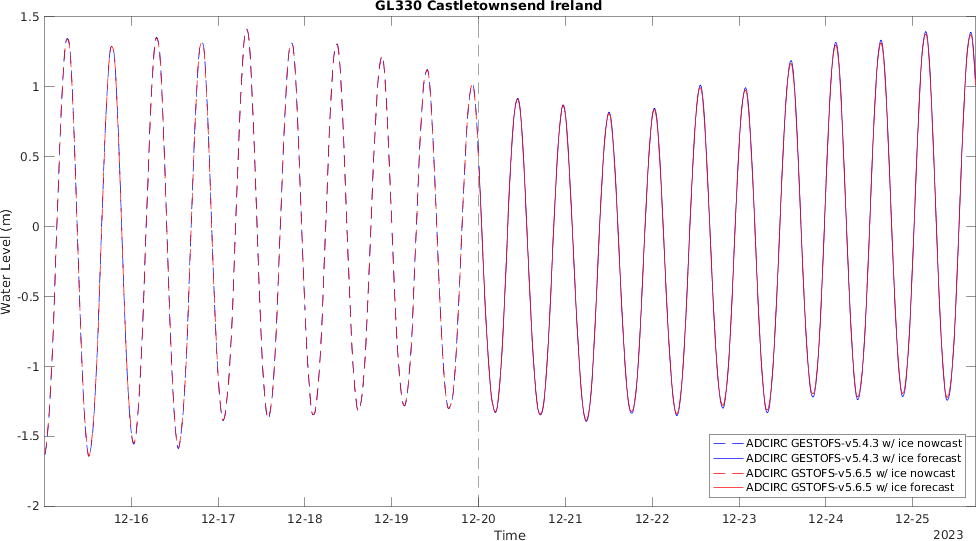 GL330 Castletownsend Ireland
1.5
1
0.5
0
-0.5
-1
-1.5
-2
Water Level (m)
ADCIRC GESTOFS-v5.4.3 w/ ice nowcast
ADCIRC GESTOFS-v5.4.3 w/ ice forecast
ADCIRC GSTOFS-v5.6.5 w/ ice nowcast
ADCIRC GSTOFS-v5.6.5 w/ ice forecast
12-16 12-17 12-18 12-19 12-20 12-21 12-22 12-23 12-24 12-25
Time
2023